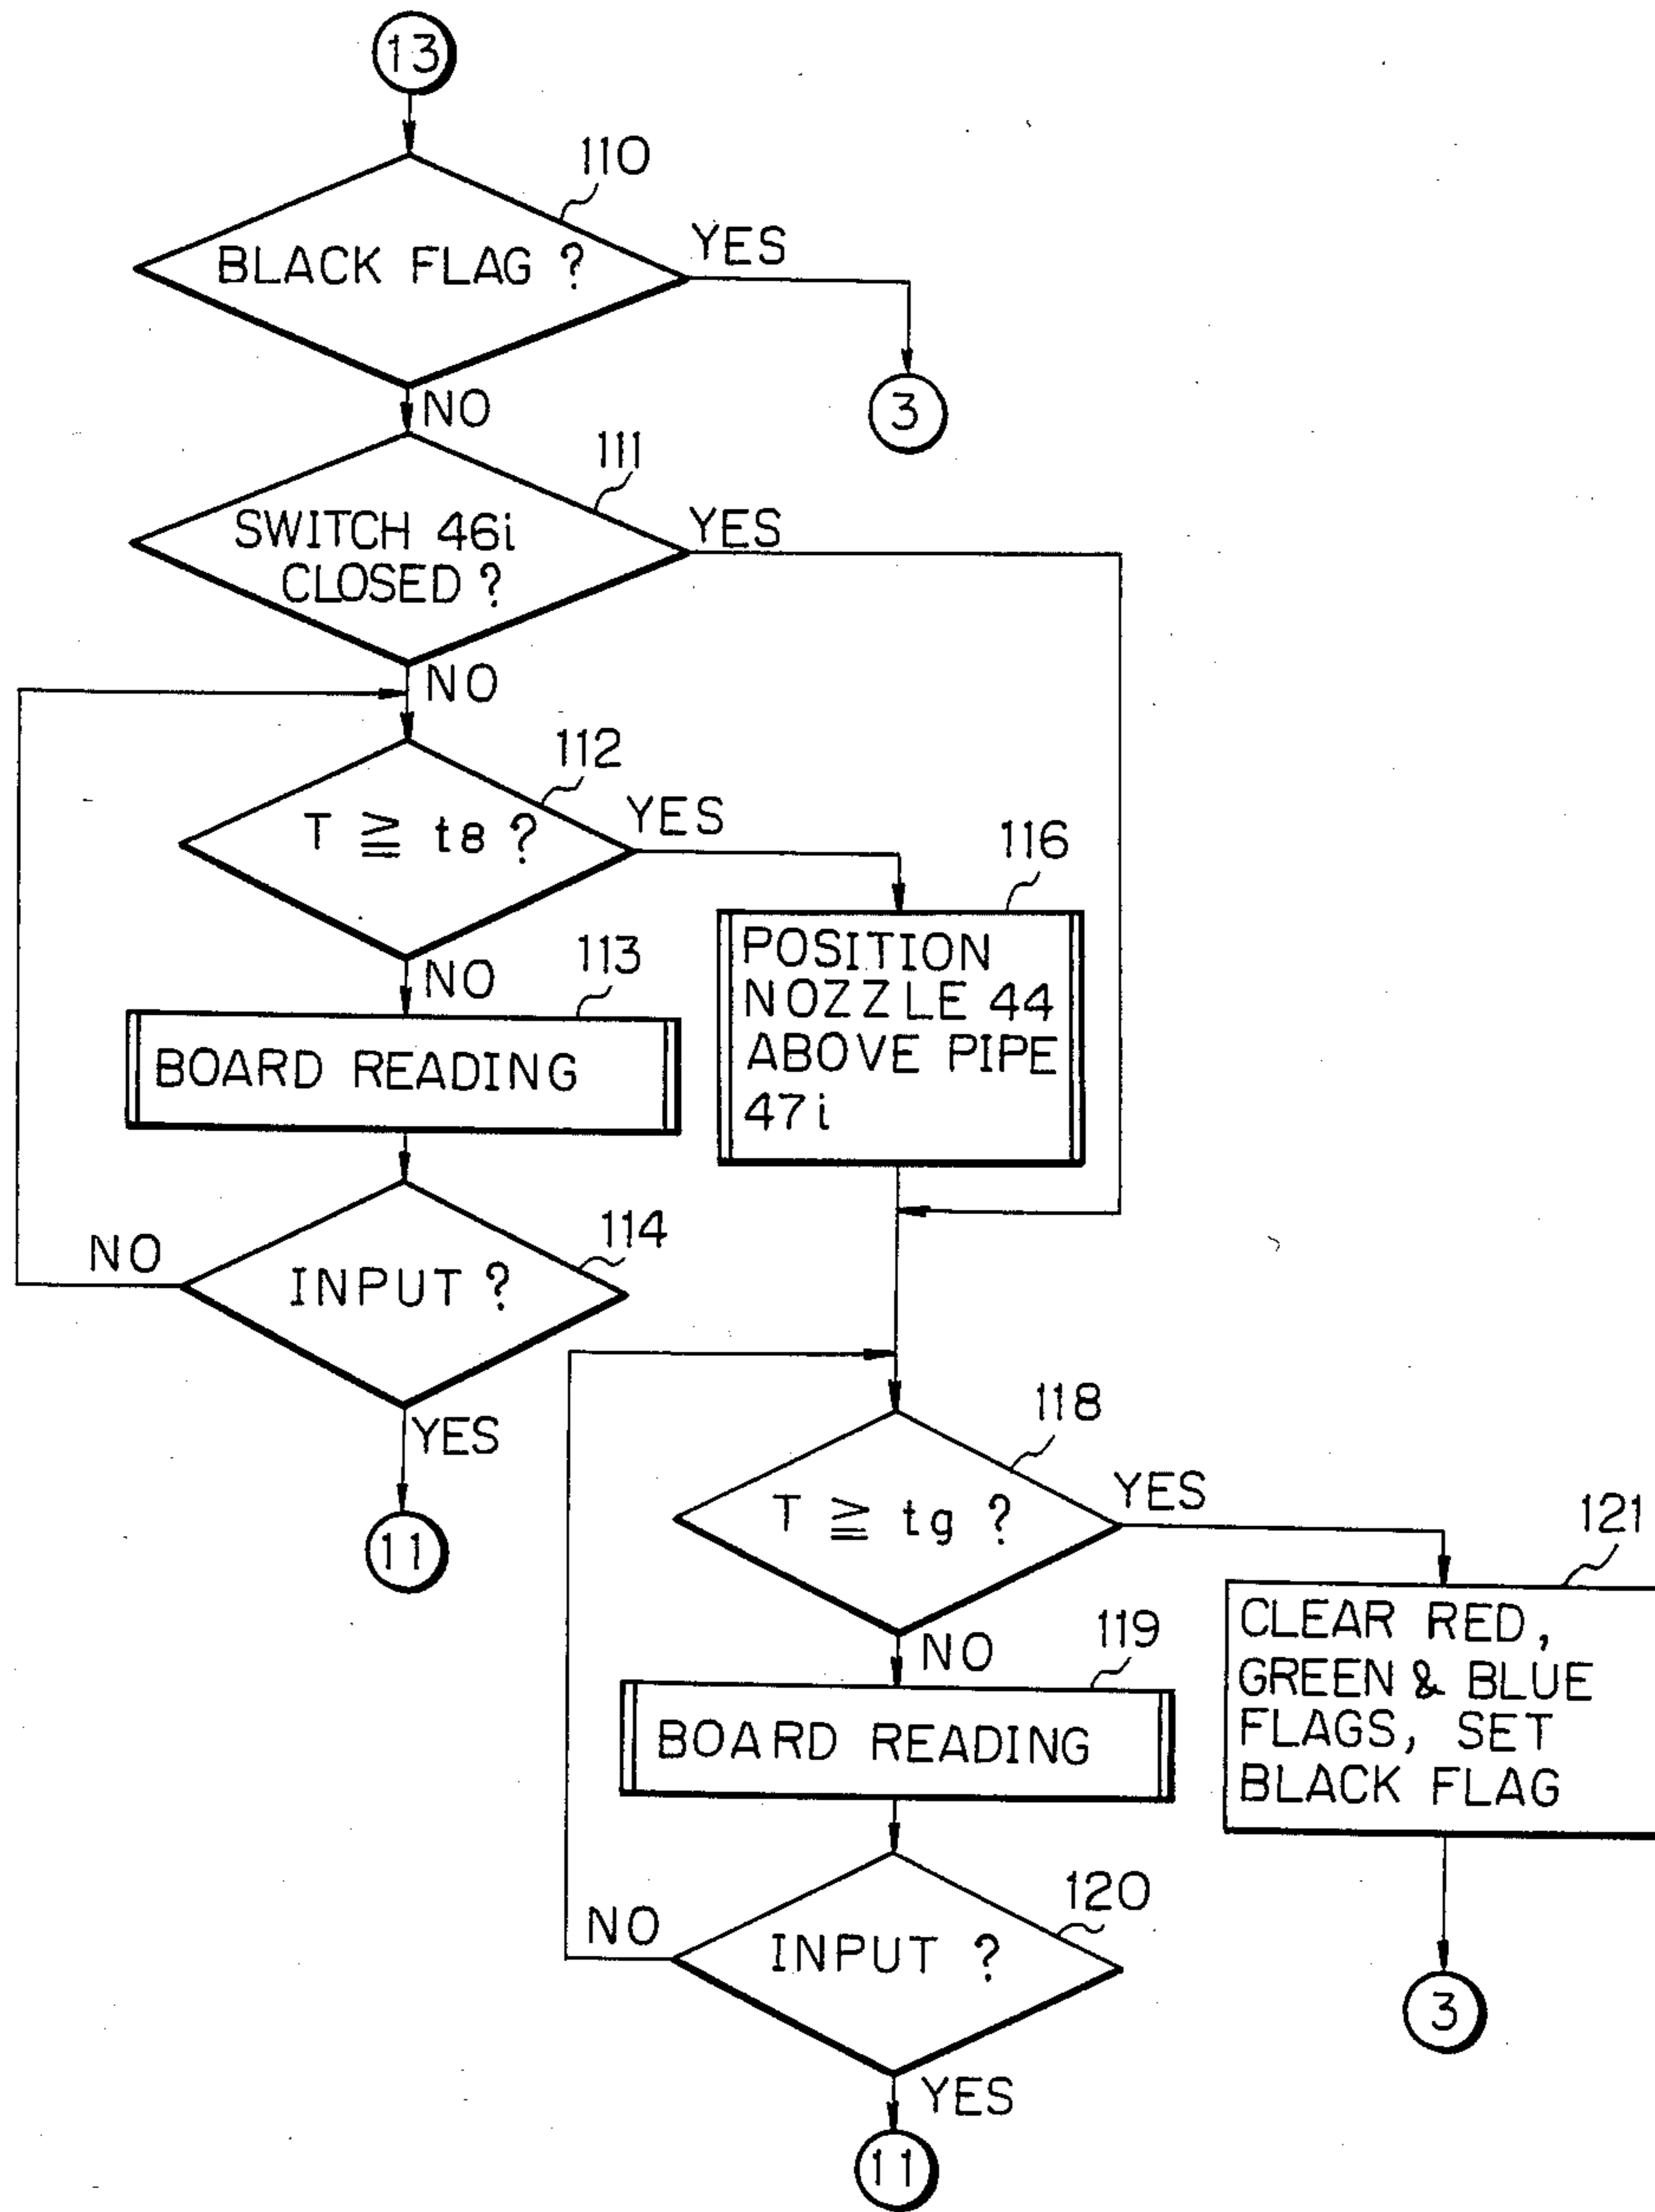 13
110
BLACK FLAG ?
YES
3
NO
111
SWITCH 46i
CLOSED ?
YES
NO
112
T ≧ t8 ?
YES
116
POSITION
NOZZLE 44
ABOVE PIPE
47i
NO
113
BOARD READING
114
NO
INPUT ?
YES
11
118
T ≧ tg ?
YES
121
CLEAR RED,
GREEN & BLUE
FLAGS, SET
BLACK FLAG
3
NO
119
BOARD READING
120
NO
INPUT ?
YES
11